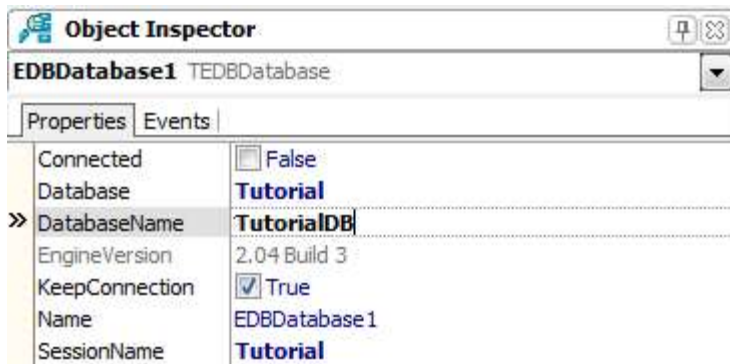 Object Inspector
EDBDatabase1 TEDBDatabase
Properties Events
Connected False
Database Tutorial
» DatabaseName TutorialDB
EngineVersion 2.04 Build 3
KeepConnection True
Name EDBDatabase1
SessionName Tutorial